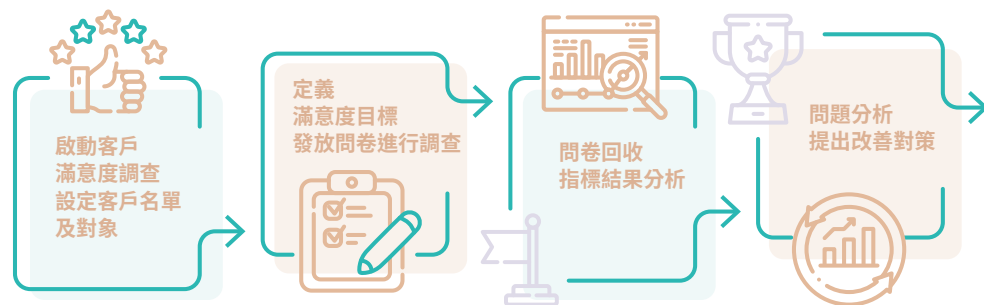 啟動客戶
滿意度調查
設定客戶名單
及對象
定義
滿意度目標
發放問卷進行調查
問卷回收
指標結果分析
問題分析
提出改善對策